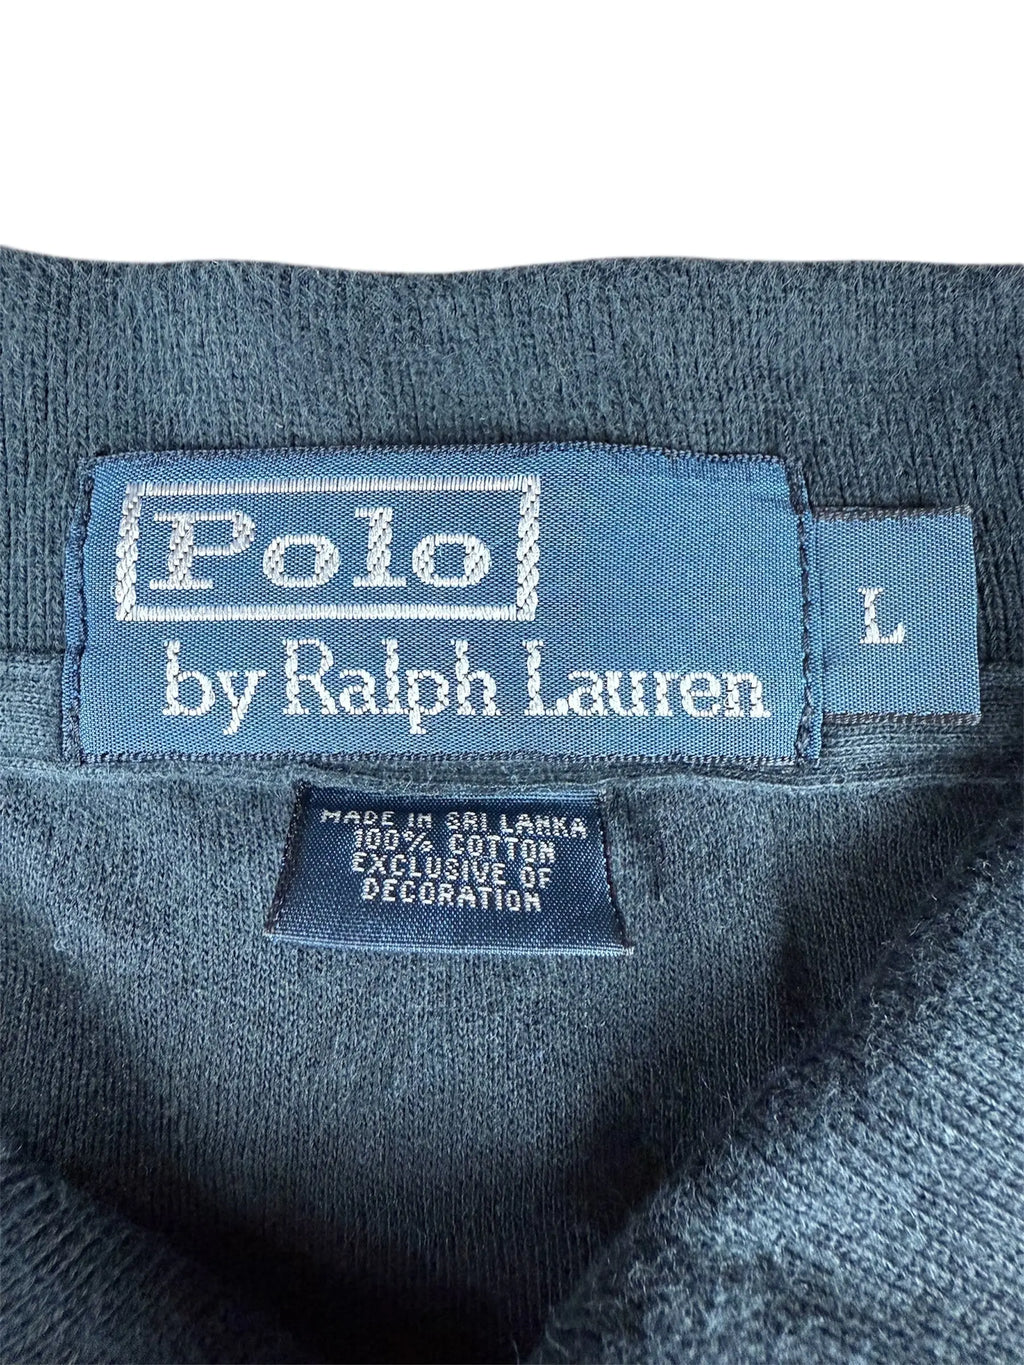 Polo
by Ralph Lauren
L
MADE IN SRI LANKA
100% COTTON
EXCLUSIVE OF
DECORATION